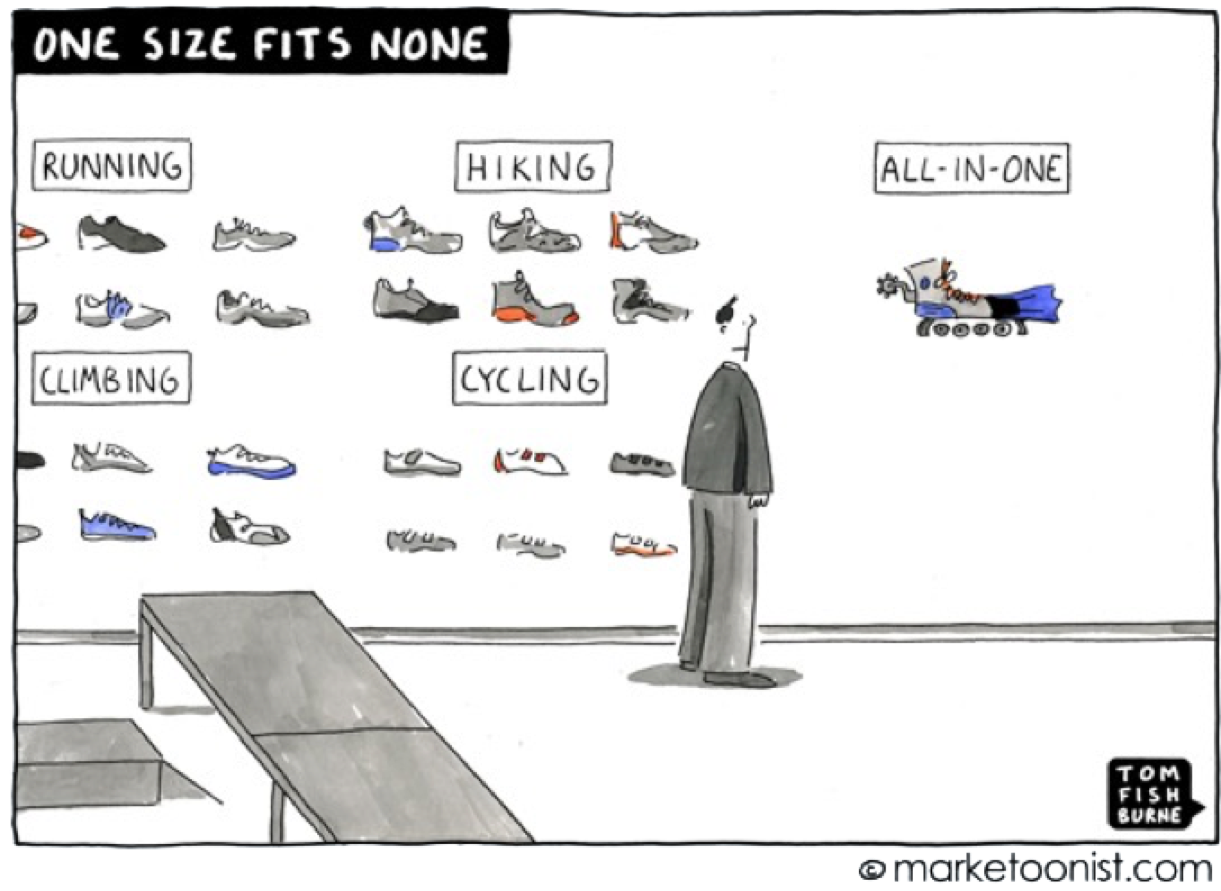 ONE SIZE FITS NONE
RUNNING
HIKING
ALL-IN-ONE
CLIMBING
CYCLING
TOM
FISH
BURNE
© marketoonist.com